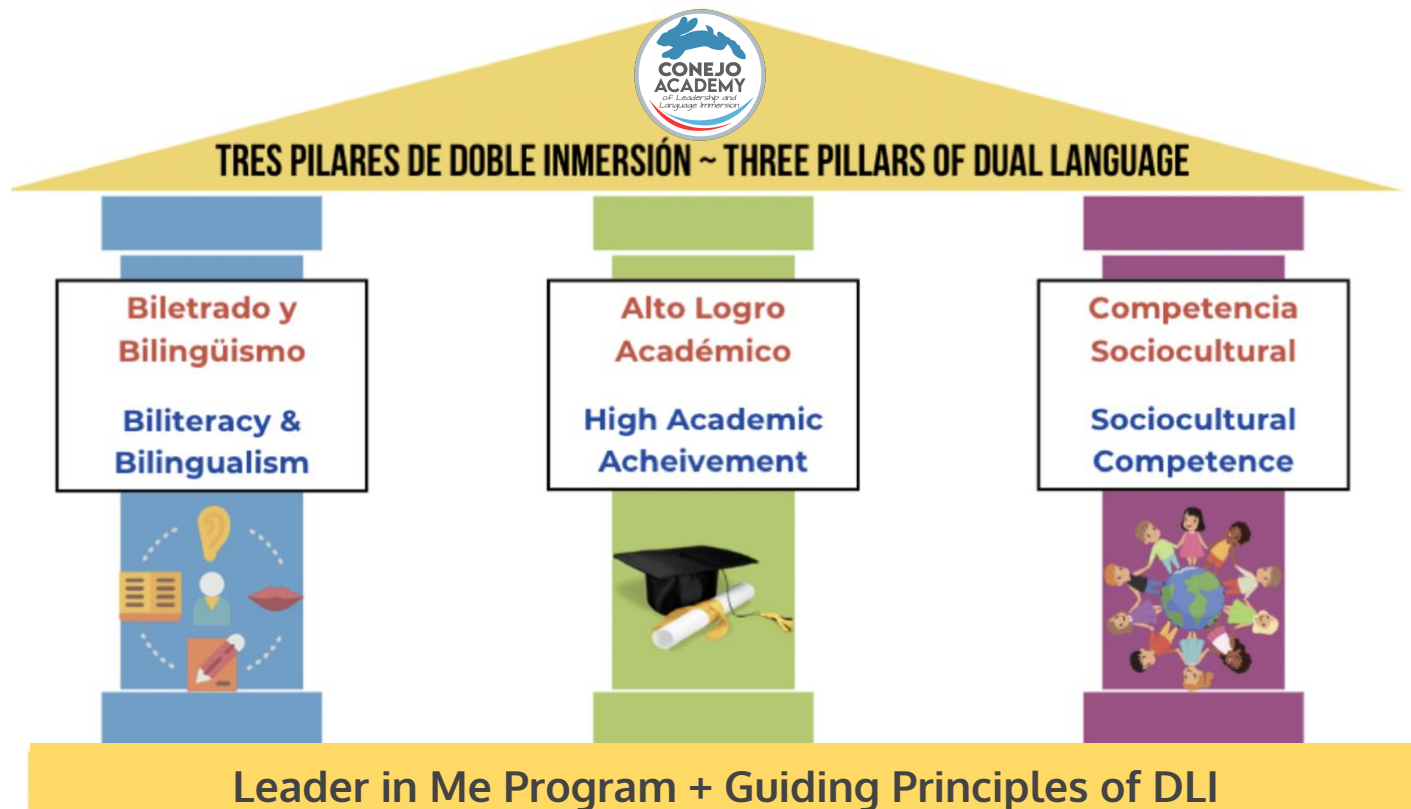 CONEJO
ACADEMY
of Leadership and
Language Immersion
TRES PILARES DE DOBLE INMERSIÓN ~ THREE PILLARS OF DUAL LANGUAGE
Biletrado y
Bilingüismo
Biliteracy &
Bilingualism
Alto Logro
Académico
High Academic
Acheivement
Competencia
Sociocultural
Sociocultural
Competence
Leader in Me Program + Guiding Principles of DLI